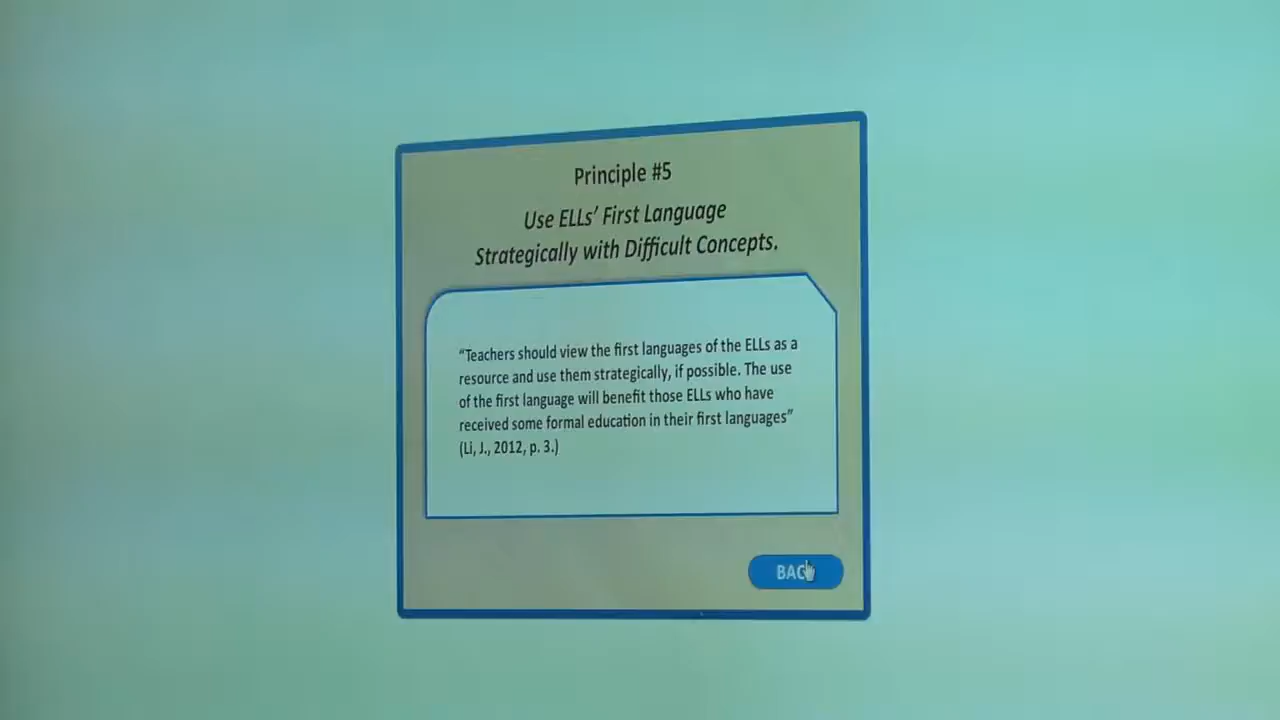 Principle #5
Use ELLs’ First Language
Strategically with Difficult Concepts.
“Teachers should view the first languages of the ELLs as a
resource and use them strategically, if possible. The use
of the first language will benefit those ELLs who have
received some formal education in their first languages”
(Li, J., 2012, p. 3.)
BAC